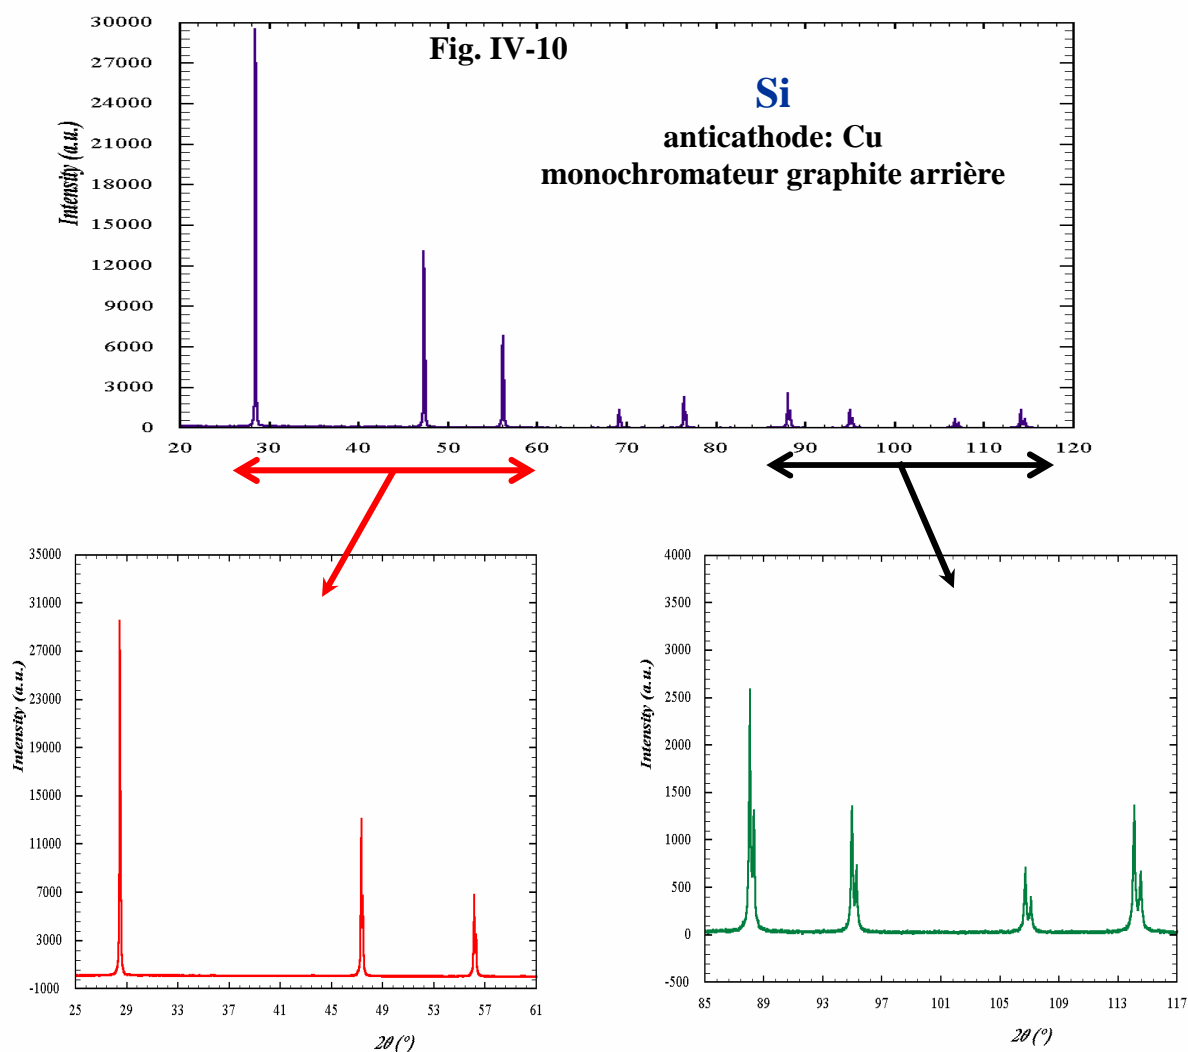 Fig. IV-10
Si
anticathode: Cu
monochromateur graphite arrière
Intensity (a.u.)
30000
27000
24000
21000
18000
15000
12000
9000
6000
3000
0
20 30 40 50 60 70 80 90 100 110 120
Intensity (a.u.)
35000
31000
27000
23000
19000
15000
11000
7000
3000
-1000
25 29 33 37 41 45 49 53 57 61
2θ (°)
Intensity (a.u.)
4000
3500
3000
2500
2000
1500
1000
500
0
-500
85 89 93 97 101 105 109 113 117
2θ (°)